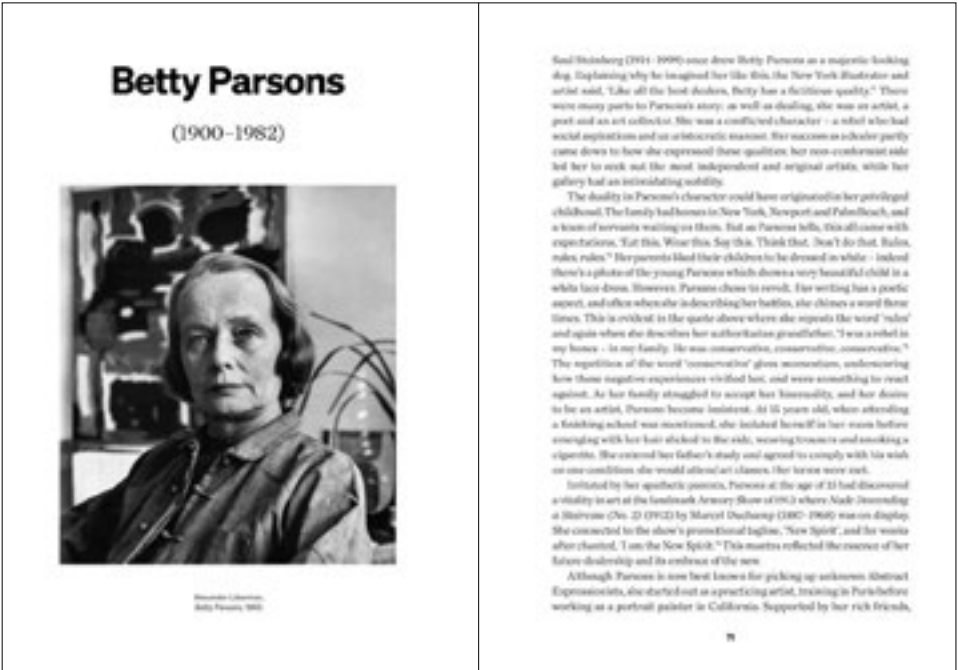 Betty Parsons
(1900–1982)
Alexander Liberman,
Betty Parsons, 
Saul Steinberg (1914–1999) once drew Betty Parsons as a majestic-looking
dog. Explaining why he imagined her like this, the New York illustrator and
artist said, 'Like all the best dealers, Betty has a fictitious quality.' There
were many parts to Parsons's story: as well as dealing, she was an artist, a
poet and an art collector. She was a conflicted character – a rebel who had
social aspirations and an aristocratic manner. Her success as a dealer partly
came down to how she expressed these qualities: her non-conformist side
led her to seek out the most independent and original artists, while her
gallery had an intimidating nobility.
The duality in Parsons's character could have originated in her privileged
childhood. The family had homes in New York, Newport and Palm Beach, and
a team of servants waiting on them. But as Parsons tells, this all came with
expectations, 'Eat this. Wear this. Say this. Think that. Don't do that. Rules,
rules, rules.' Her parents liked their children to be dressed in white – indeed
there's a photo of the young Parsons which shows a very beautiful child in a
white lace dress. However, Parsons chose to revolt. Her writing has a poetic
aspect, and often when she is describing her battles, she chimes a word three
times. This is evident in the quote above where she repeats the word 'rules'
and again when she describes her authoritarian grandfather, 'I was a rebel in
my bones – in my family. He was conservative, conservative, conservative.'
The repetition of the word 'conservative' gives momentum, underscoring
how these negative experiences vivified her, and were something to react
against. As her family struggled to accept her bisexuality, and her desire
to be an artist, Parsons became insistent. At 15 years old, when attending
a finishing school was mentioned, she isolated herself in her room before
emerging with her hair slicked to the side, wearing trousers and smoking a
cigarette. She entered her father's study and agreed to comply with his wish
on one condition: she would attend art classes. Her terms were met.
Irritated by her apathetic parents, Parsons at the age of 13 had discovered
a vitality in art at the landmark Armory Show of 1913 where Nude Descending
a Staircase (No. 2) (1912) by Marcel Duchamp (1887–1968) was on display.
She connected to the show's promotional tagline, 'New Spirit', and for weeks
after chanted, 'I am the New Spirit.' This mantra reflected the essence of her
future dealership and its embrace of the new
Although Parsons is now best known for picking up unknown Abstract
Expressionists, she started out as a practicing artist, training in Paris before
working as a portrait painter in California. Supported by her rich friends,